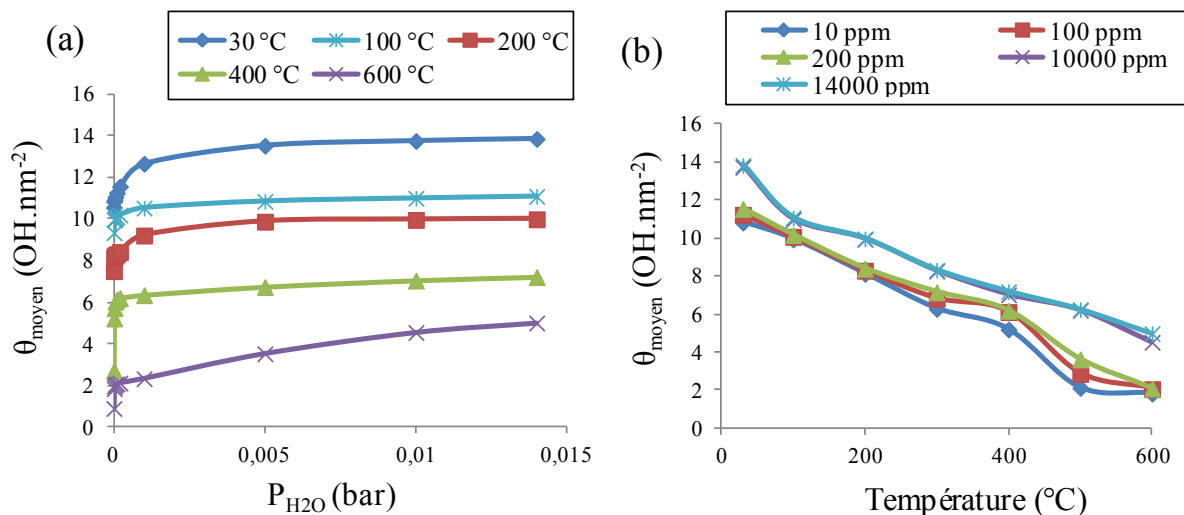 (a)
30 °C 100 °C 200 °C
400 °C 600 °C
θmoyen (OH.nm-2)
16
14
12
10
8
6
4
2
0
0 0,005 0,01 0,015
PH2O (bar)
(b)
10 ppm 100 ppm
200 ppm 10000 ppm
14000 ppm
θmoyen (OH.nm-2)
16
14
12
10
8
6
4
2
0
0 200 400 600
Température (°C)